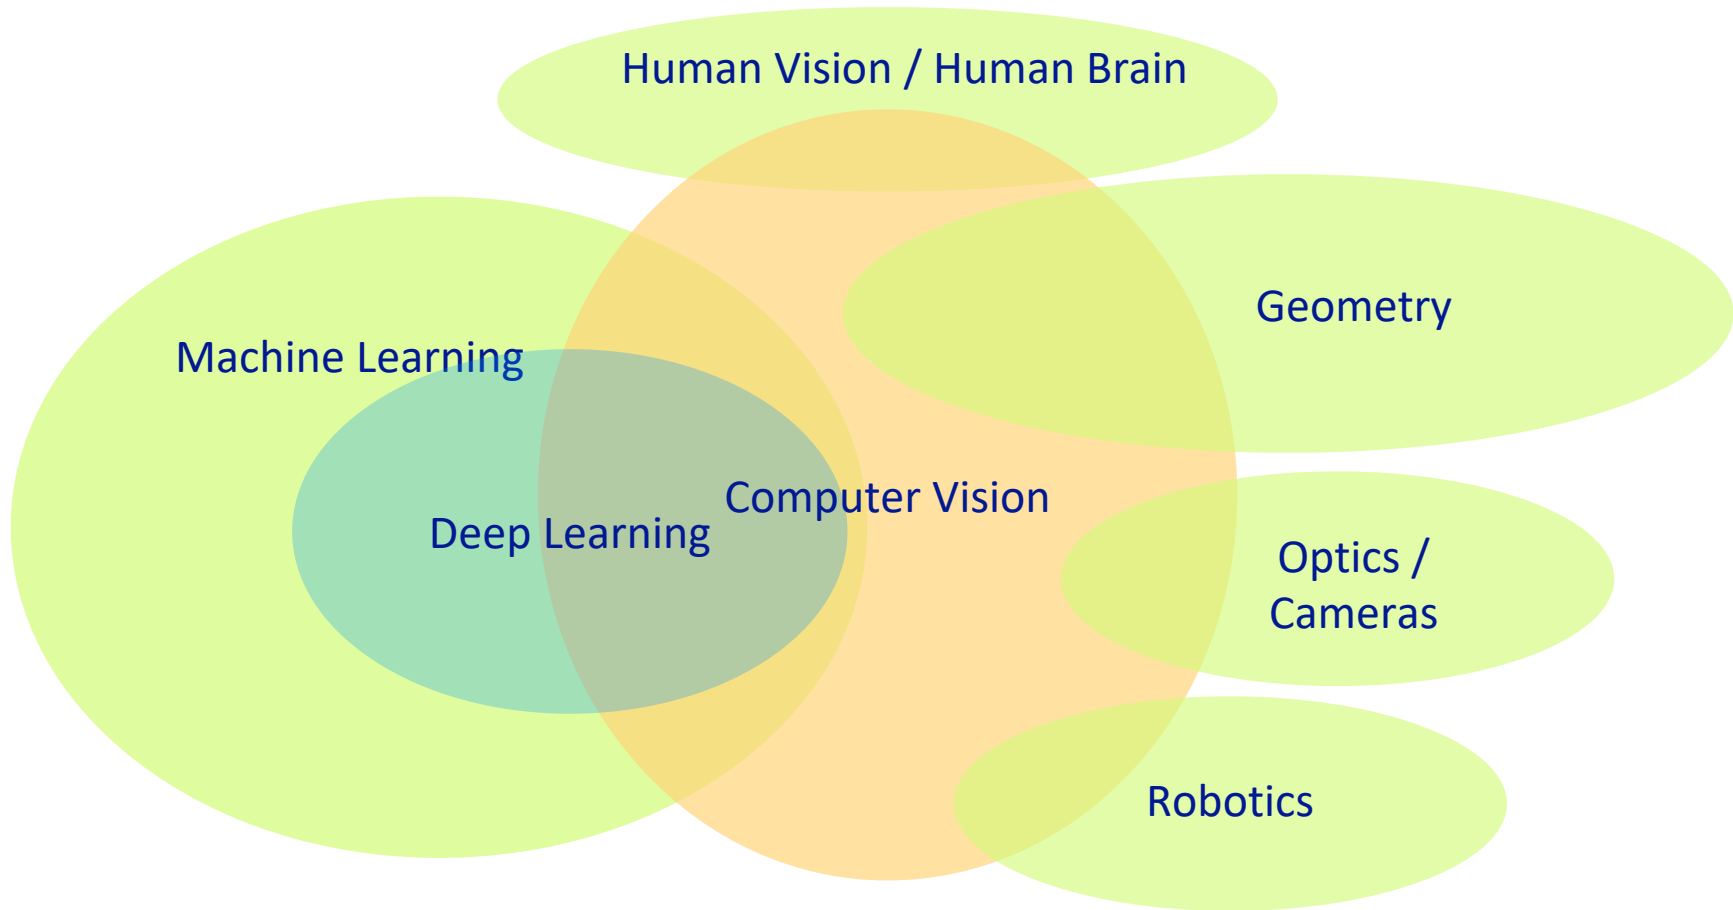 Human Vision / Human Brain
Geometry
Machine Learning
Computer Vision
Deep Learning
Optics /
Cameras
Robotics